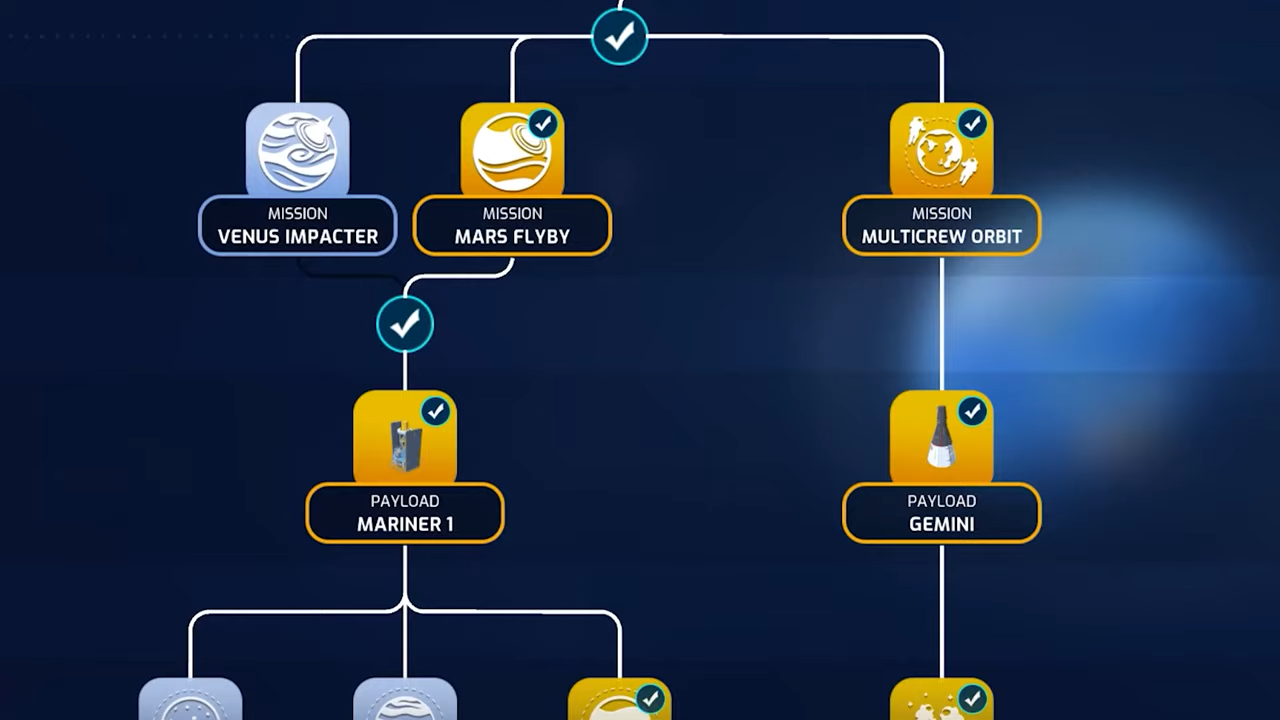 MISSION
VENUS IMPACTER
MISSION
MARS FLYBY
MISSION
MULTICREW ORBIT
PAYLOAD
MARINER 1
PAYLOAD
GEMINI